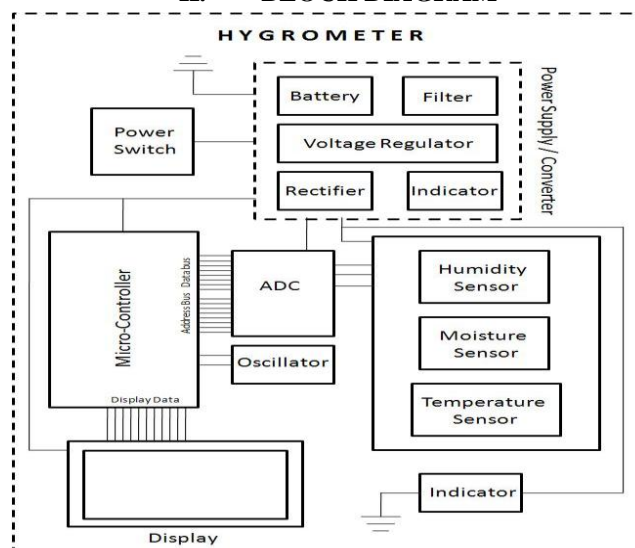 II. BLOCK DIAGRAM
HYGROMETER
Battery
Filter
Power Supply / Converter
Power
Switch
Voltage Regulator
Rectifier
Indicator
Micro-Controller
Data bus
Address Bus
ADC
Humidity
Sensor
Moisture
Sensor
Oscillator
Temperature
Sensor
Display Data
Indicator
Display